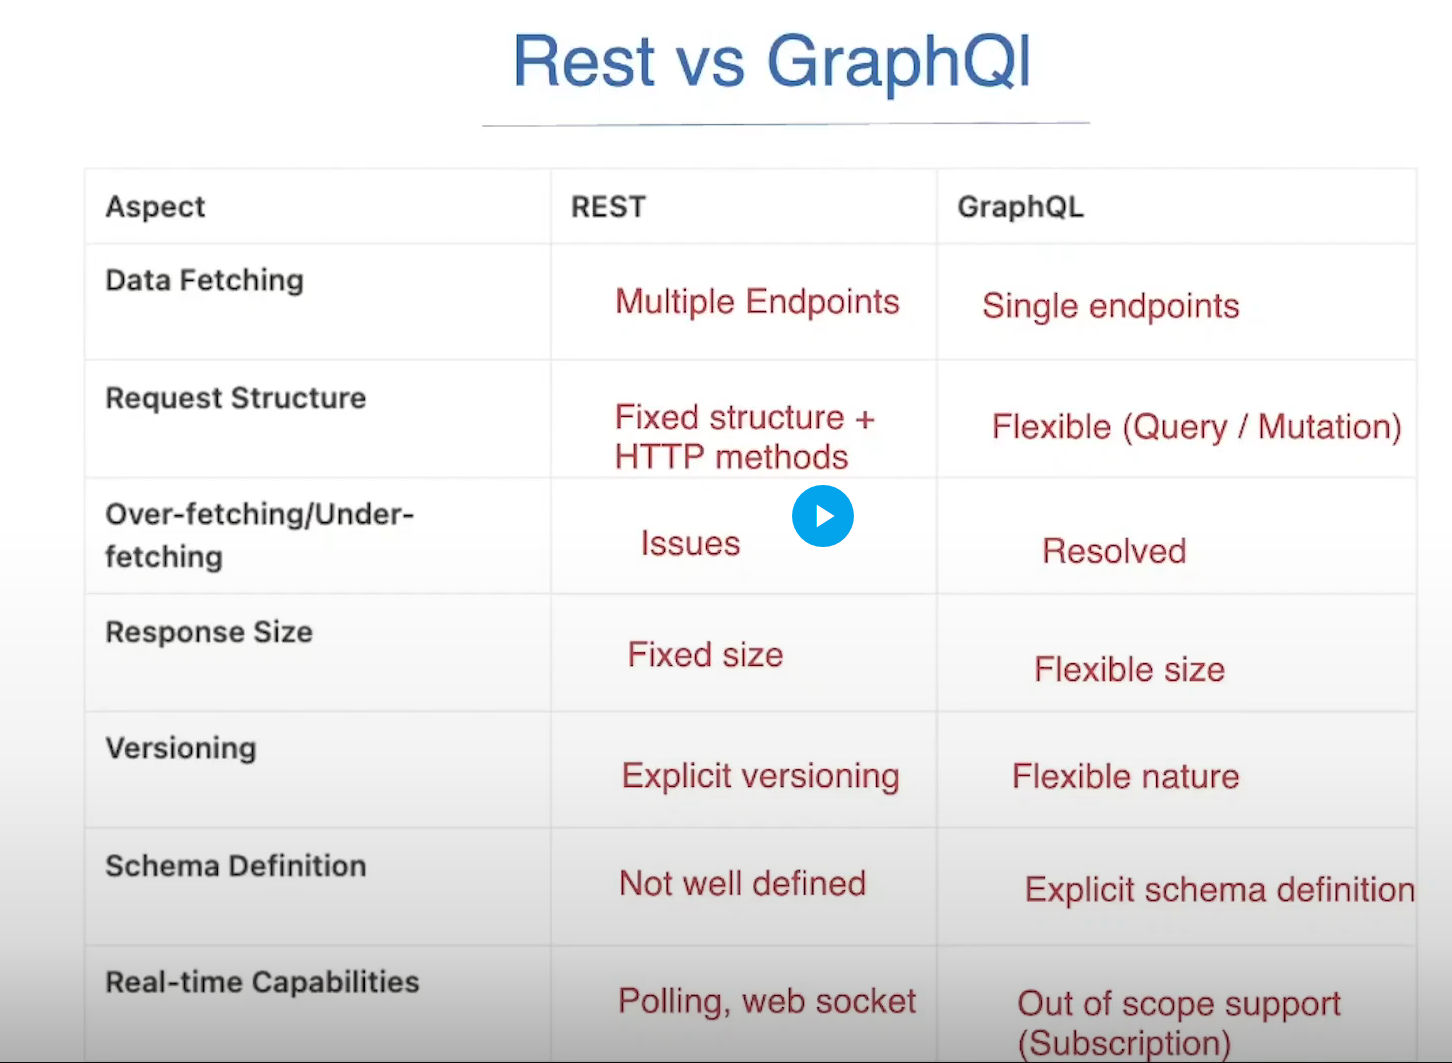 Rest vs GraphQl
Aspect REST GraphQL
Data Fetching Multiple Endpoints Single endpoints
Request Structure Fixed structure + Flexible (Query / Mutation)
HTTP methods
Over-fetching/Under- Issues Resolved
fetching
Response Size Fixed size Flexible size
Versioning Explicit versioning Flexible nature
Schema Definition Not well defined Explicit schema definition
Real-time Capabilities Polling, web socket Out of scope support
(Subscription)